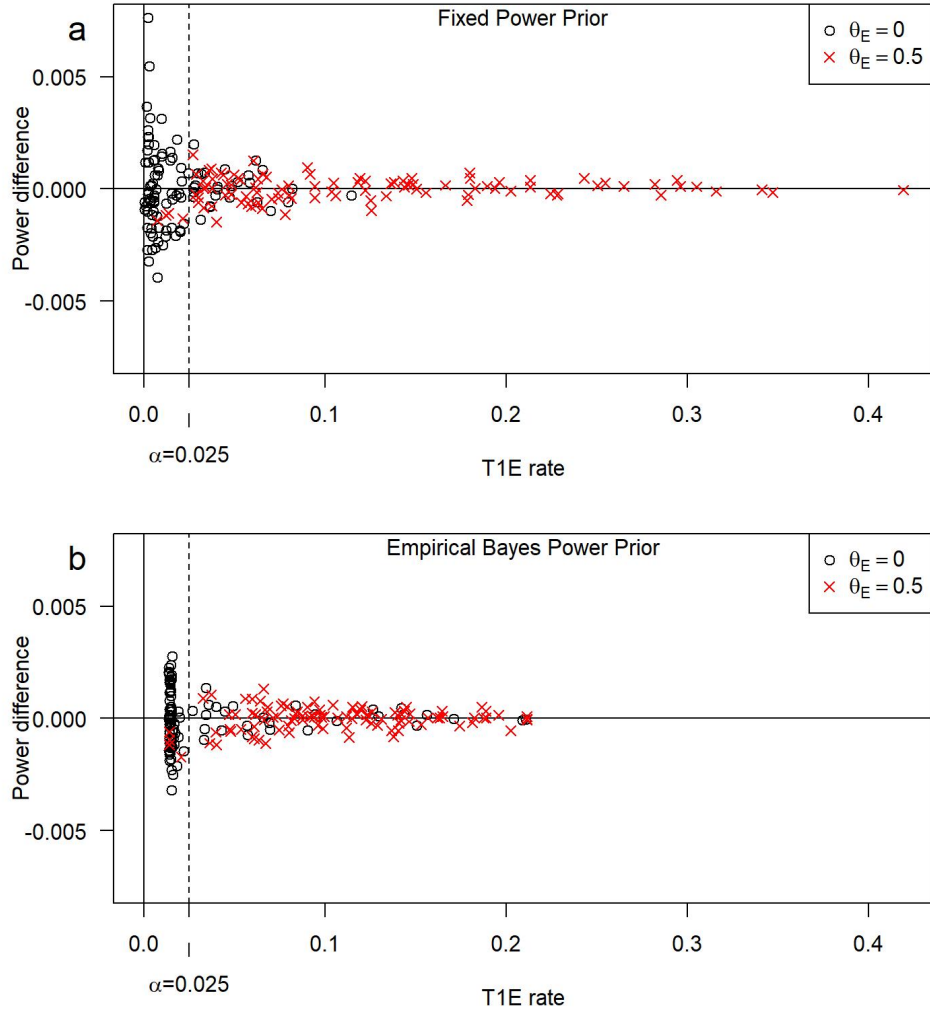 a
Fixed Power Prior
θE = 0
θE = 0.5
Power difference
0.005
0.000
-0.005
0.0
0.1
0.2
0.3
0.4
α=0.025
T1E rate
b
Empirical Bayes Power Prior
θE = 0
θE = 0.5
Power difference
0.005
0.000
-0.005
0.0
0.1
0.2
0.3
0.4
α=0.025
T1E rate